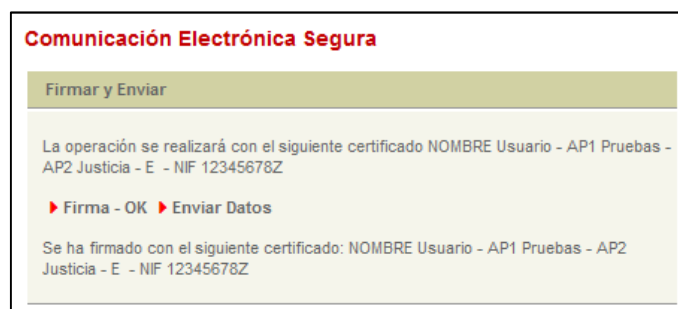 Comunicación Electrónica Segura
Firmar y Enviar
La operación se realizará con el siguiente certificado NOMBRE Usuario - AP1 Pruebas -
AP2 Justicia - E - NIF 12345678Z
Firma - OK Enviar Datos
Se ha firmado con el siguiente certificado: NOMBRE Usuario - AP1 Pruebas - AP2
Justicia - E - NIF 12345678Z